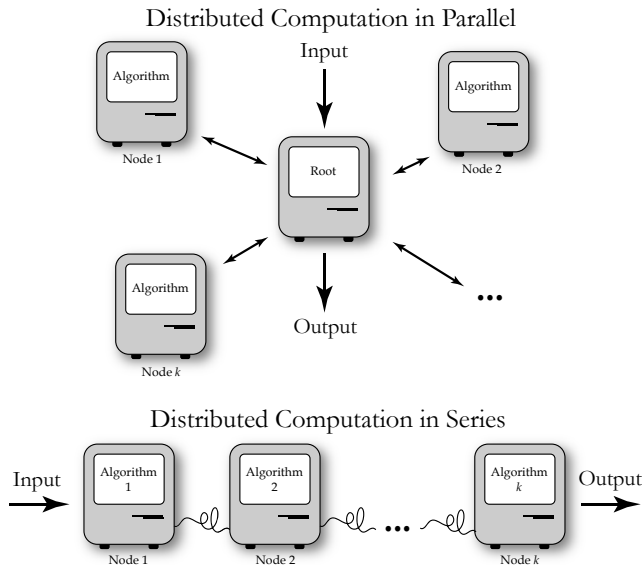 Distributed Computation in Parallel
Input
Algorithm
Node 1
Algorithm
Node 2
Root
Algorithm
Node k
...
Output
Distributed Computation in Series
Input
Algorithm
1
Node 1
Algorithm
2
Node 2
...
Algorithm
k
Node k
Output